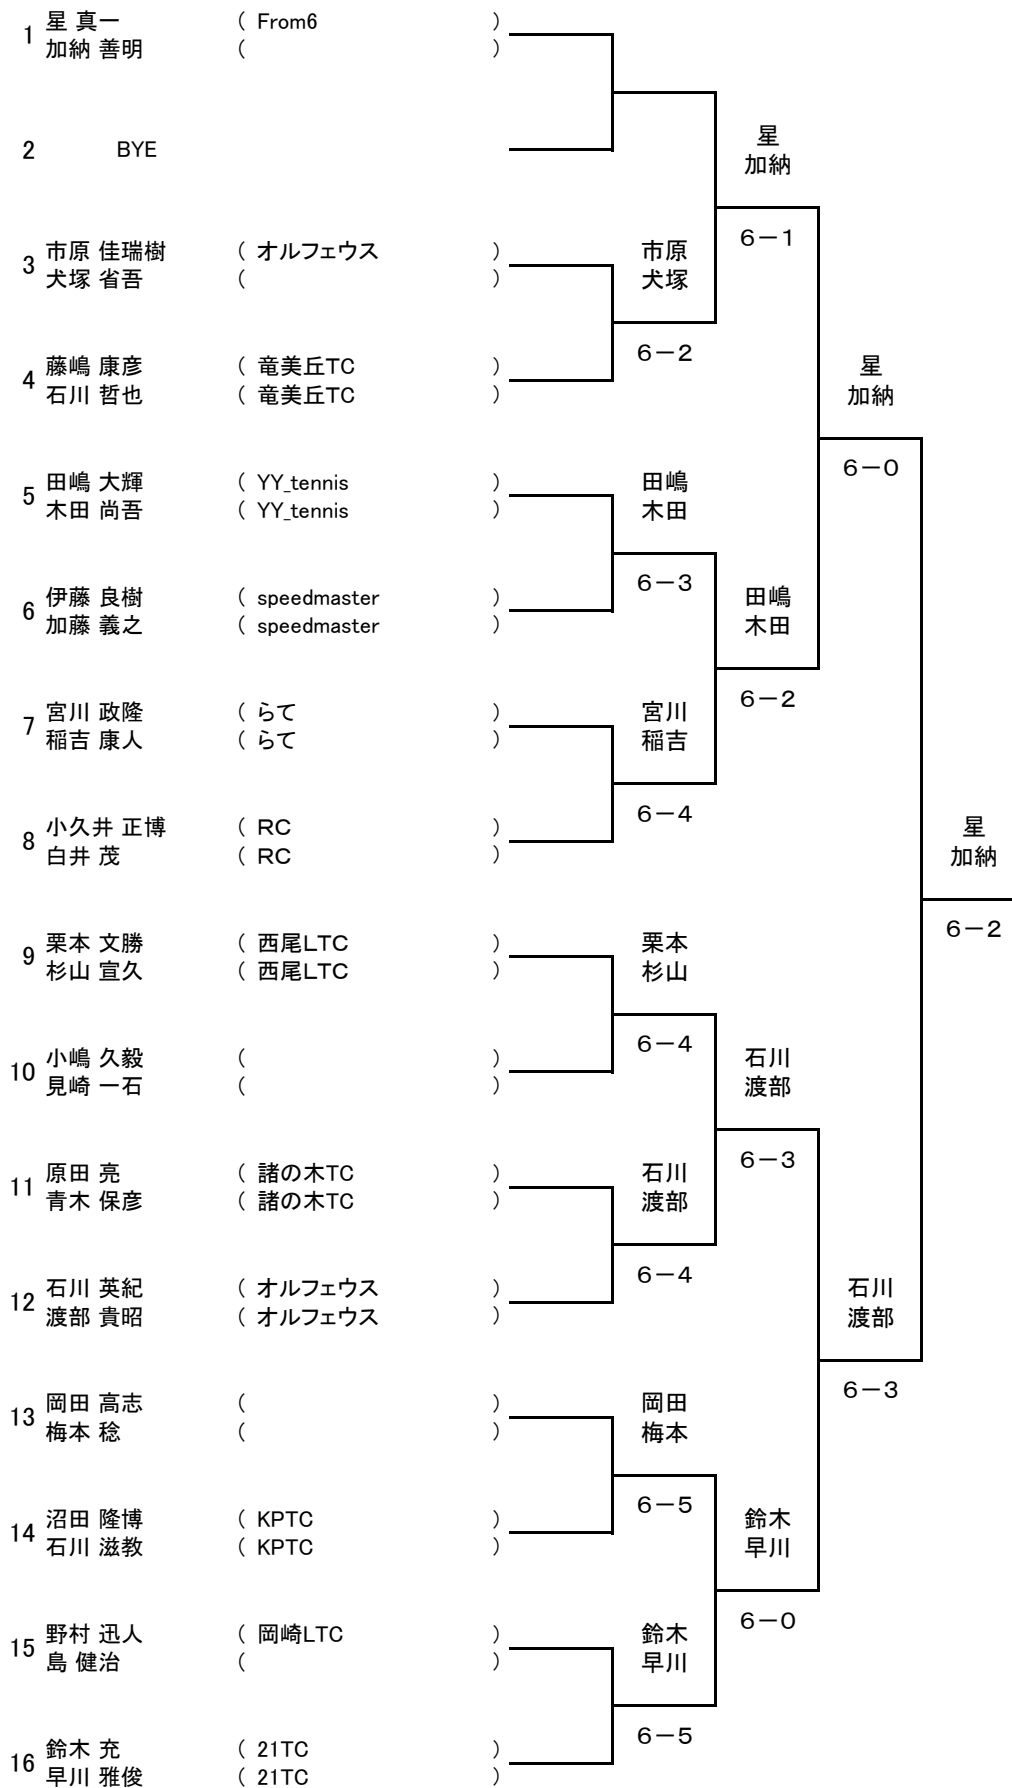 1 星 真一 ( From6 )
加納 善明 ( )
2 BYE
星
加納
6－1
3 市原 佳瑞樹 ( オルフェウス )
犬塚 省吾 ( )
市原
犬塚
6－2
4 藤嶋 康彦 ( 竜美丘TC )
石川 哲也 ( 竜美丘TC )
星
加納
6－0
5 田嶋 大輝 ( YY_tennis )
木田 尚吾 ( YY_tennis )
田嶋
木田
6－3
6 伊藤 良樹 ( speedmaster )
加藤 義之 ( speedmaster )
田嶋
木田
6－2
7 宮川 政隆 ( らて )
稲吉 康人 ( らて )
宮川
稲吉
6－4
8 小久井 正博 ( RC )
白井 茂 ( RC )
星
加納
6－2
9 栗本 文勝 ( 西尾LTC )
杉山 宣久 ( 西尾LTC )
栗本
杉山
6－4
10 小嶋 久毅 ( )
見崎 一石 ( )
石川
渡部
6－3
11 原田 亮 ( 諸の木TC )
青木 保彦 ( 諸の木TC )
石川
渡部
6－4
12 石川 英紀 ( オルフェウス )
渡部 貴昭 ( オルフェウス )
石川
渡部
6－3
13 岡田 高志 ( )
梅本 稔 ( )
岡田
梅本
6－5
14 沼田 隆博 ( KPTC )
石川 滋教 ( KPTC )
鈴木
早川
6－0
15 野村 迅人 ( 岡崎LTC )
島 健治 ( )
鈴木
早川
6－5
16 鈴木 充 ( 21TC )
早川 雅俊 ( 21TC )